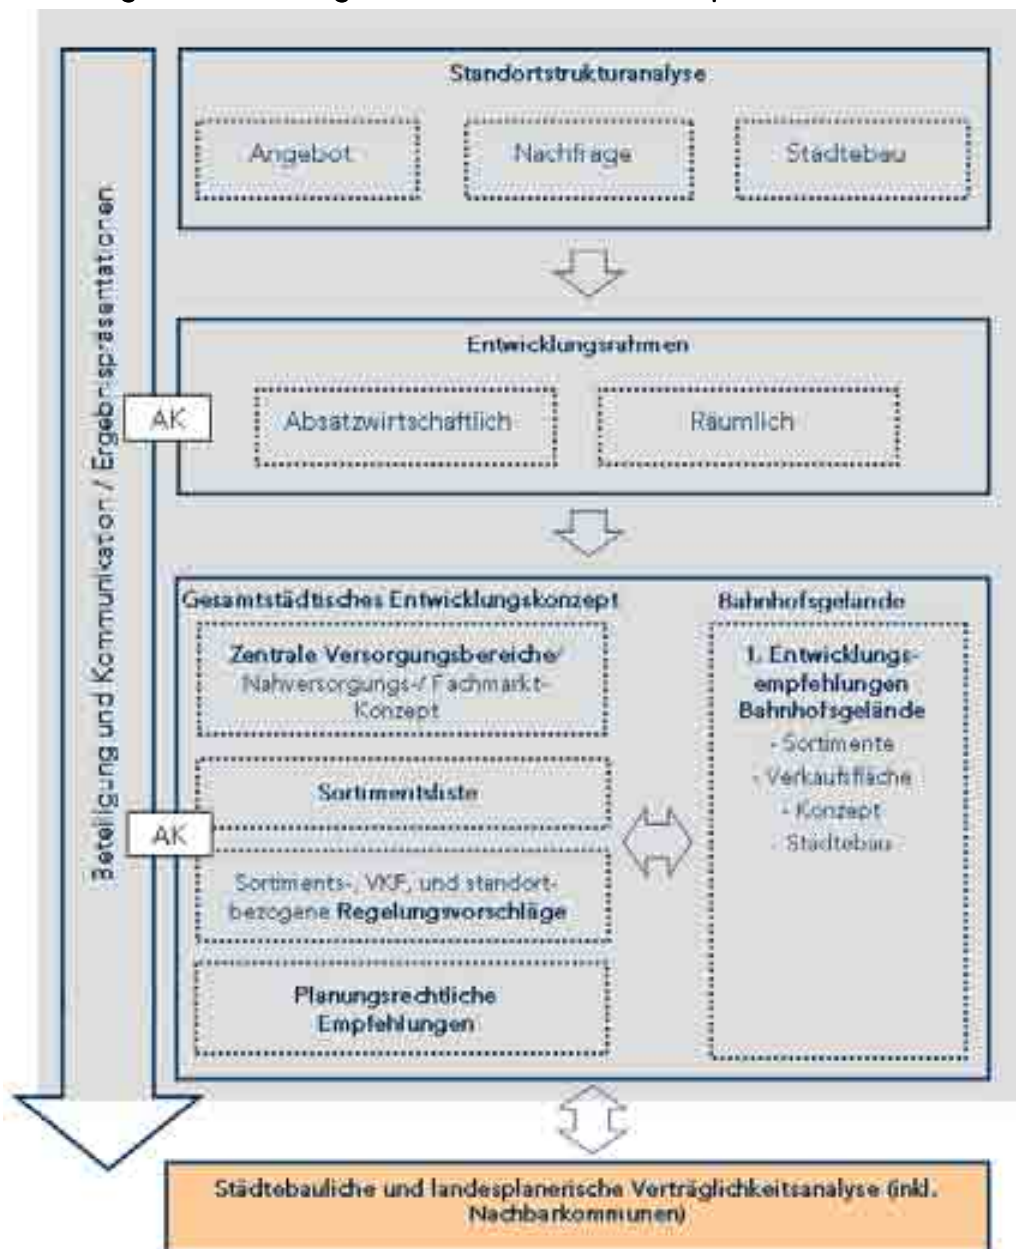 Standortstrukturanalyse
Angebot
Nachfrage
Städtebau
Beteiligung und Kommunikation / Ergebnispräsentationen
Entwicklungsrahmen
AK
Absatzwirtschaftlich
Räumlich
Gesamtstädtisches Entwicklungskonzept
Zentrale Versorgungsbereiche/
Nahversorgungs-/ Fachmarkt-
Konzept
Sortimentsliste
AK
Sortiments-, VKF, und standort-
bezogene Regelungsvorschläge
Planungsrechtliche
Empfehlungen
Bahnhofsgelände
1. Entwicklungs-
empfehlungen
Bahnhofsgelände
- Sortimente
- Verkaufsfläche
- Konzept
- Städtebau
Städtebauliche und landesplanerische Verträglichkeitsanalyse (inkl.
Nachbarkommunen)